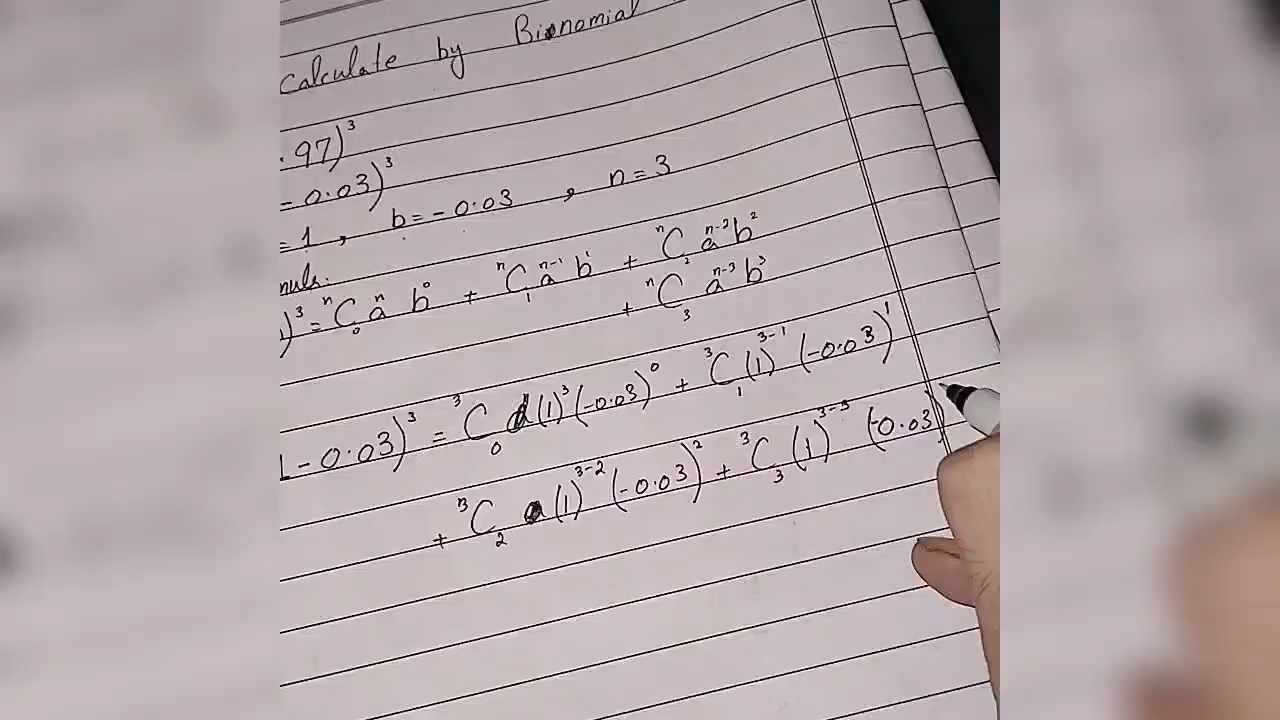 calculate by Binomial
.97)³
- 0.03)³
= 1 , b = - 0.03 , n = 3
mula.
)³ = ⁿC₀ aⁿ b⁰ + ⁿC₁ aⁿ⁻¹ b¹ + ⁿC₂ aⁿ⁻² b²
+ ⁿC₃ aⁿ⁻³ b³
1 - 0.03)³ = ³C₀ (1)³ (-0.03)⁰ + ³C₁ (1)³⁻¹ (-0.03)¹
+ ³C₂ (1)³⁻² (-0.03)² + ³C₃ (1)³⁻³ (-0.03)